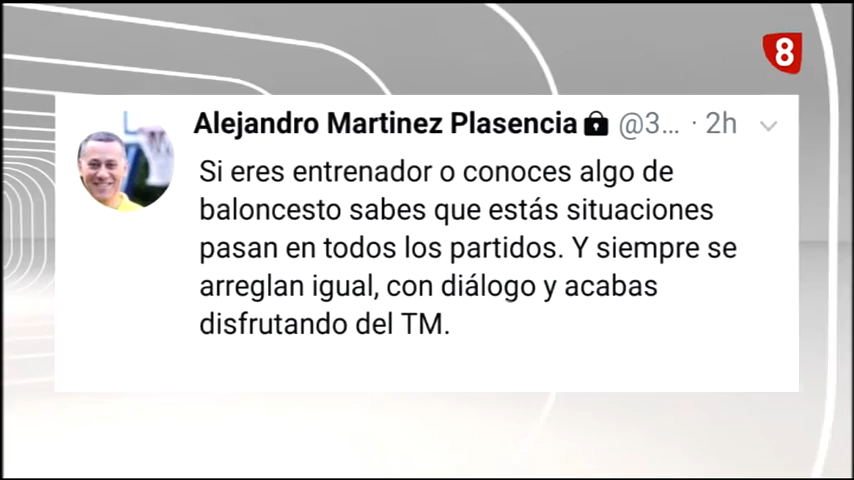 8
Alejandro Martinez Plasencia @3... · 2h
Si eres entrenador o conoces algo de
baloncesto sabes que estás situaciones
pasan en todos los partidos. Y siempre se
arreglan igual, con diálogo y acabas
disfrutando del TM.